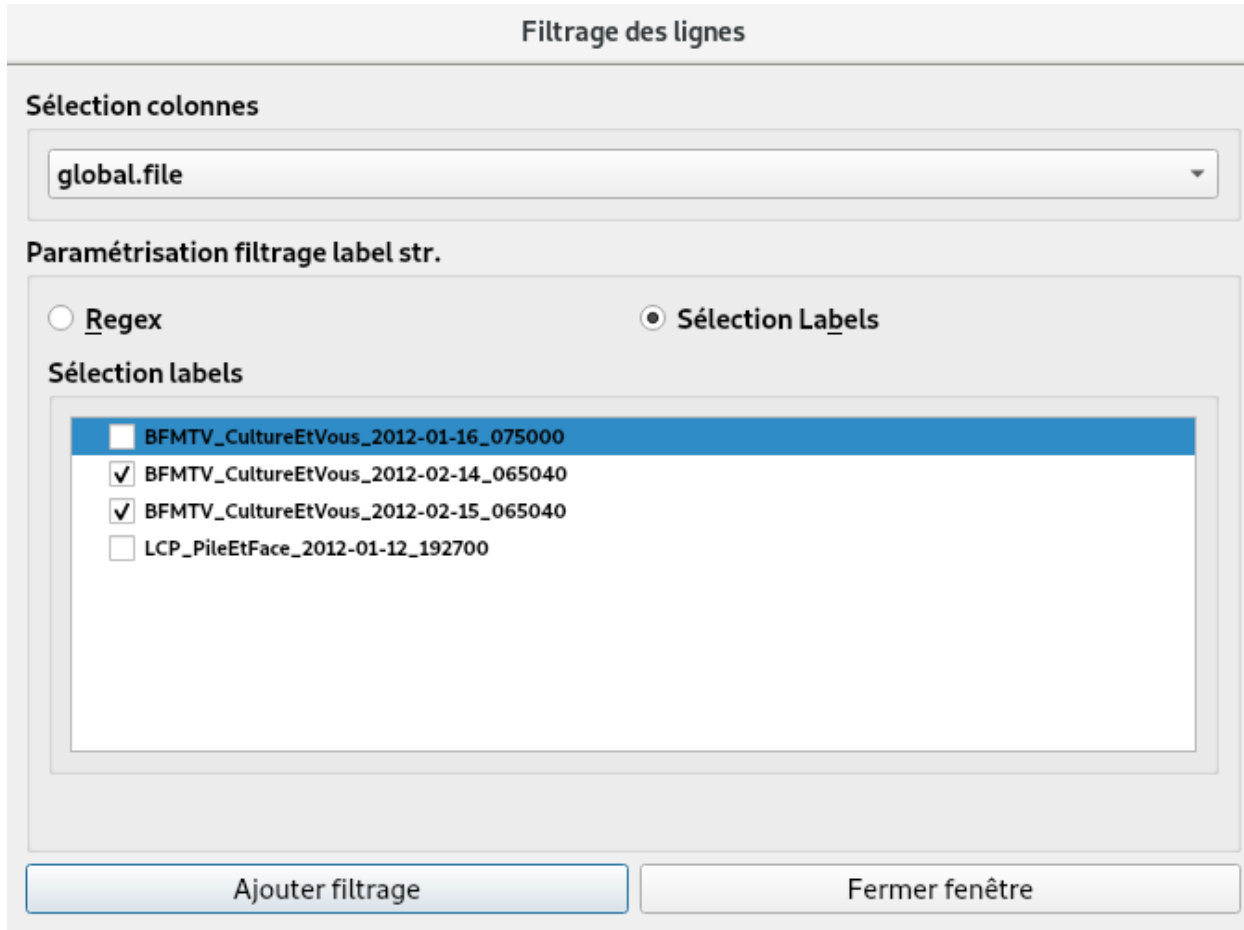 Filtrage des lignes
Sélection colonnes
global.file
Paramétrisation filtrage label str.
Regex
Sélection Labels
Sélection labels
BFMTV_CultureEtVous_2012-01-16_075000
BFMTV_CultureEtVous_2012-02-14_065040
BFMTV_CultureEtVous_2012-02-15_065040
LCP_PileEtFace_2012-01-12_192700
Ajouter filtrage
Fermer fenêtre